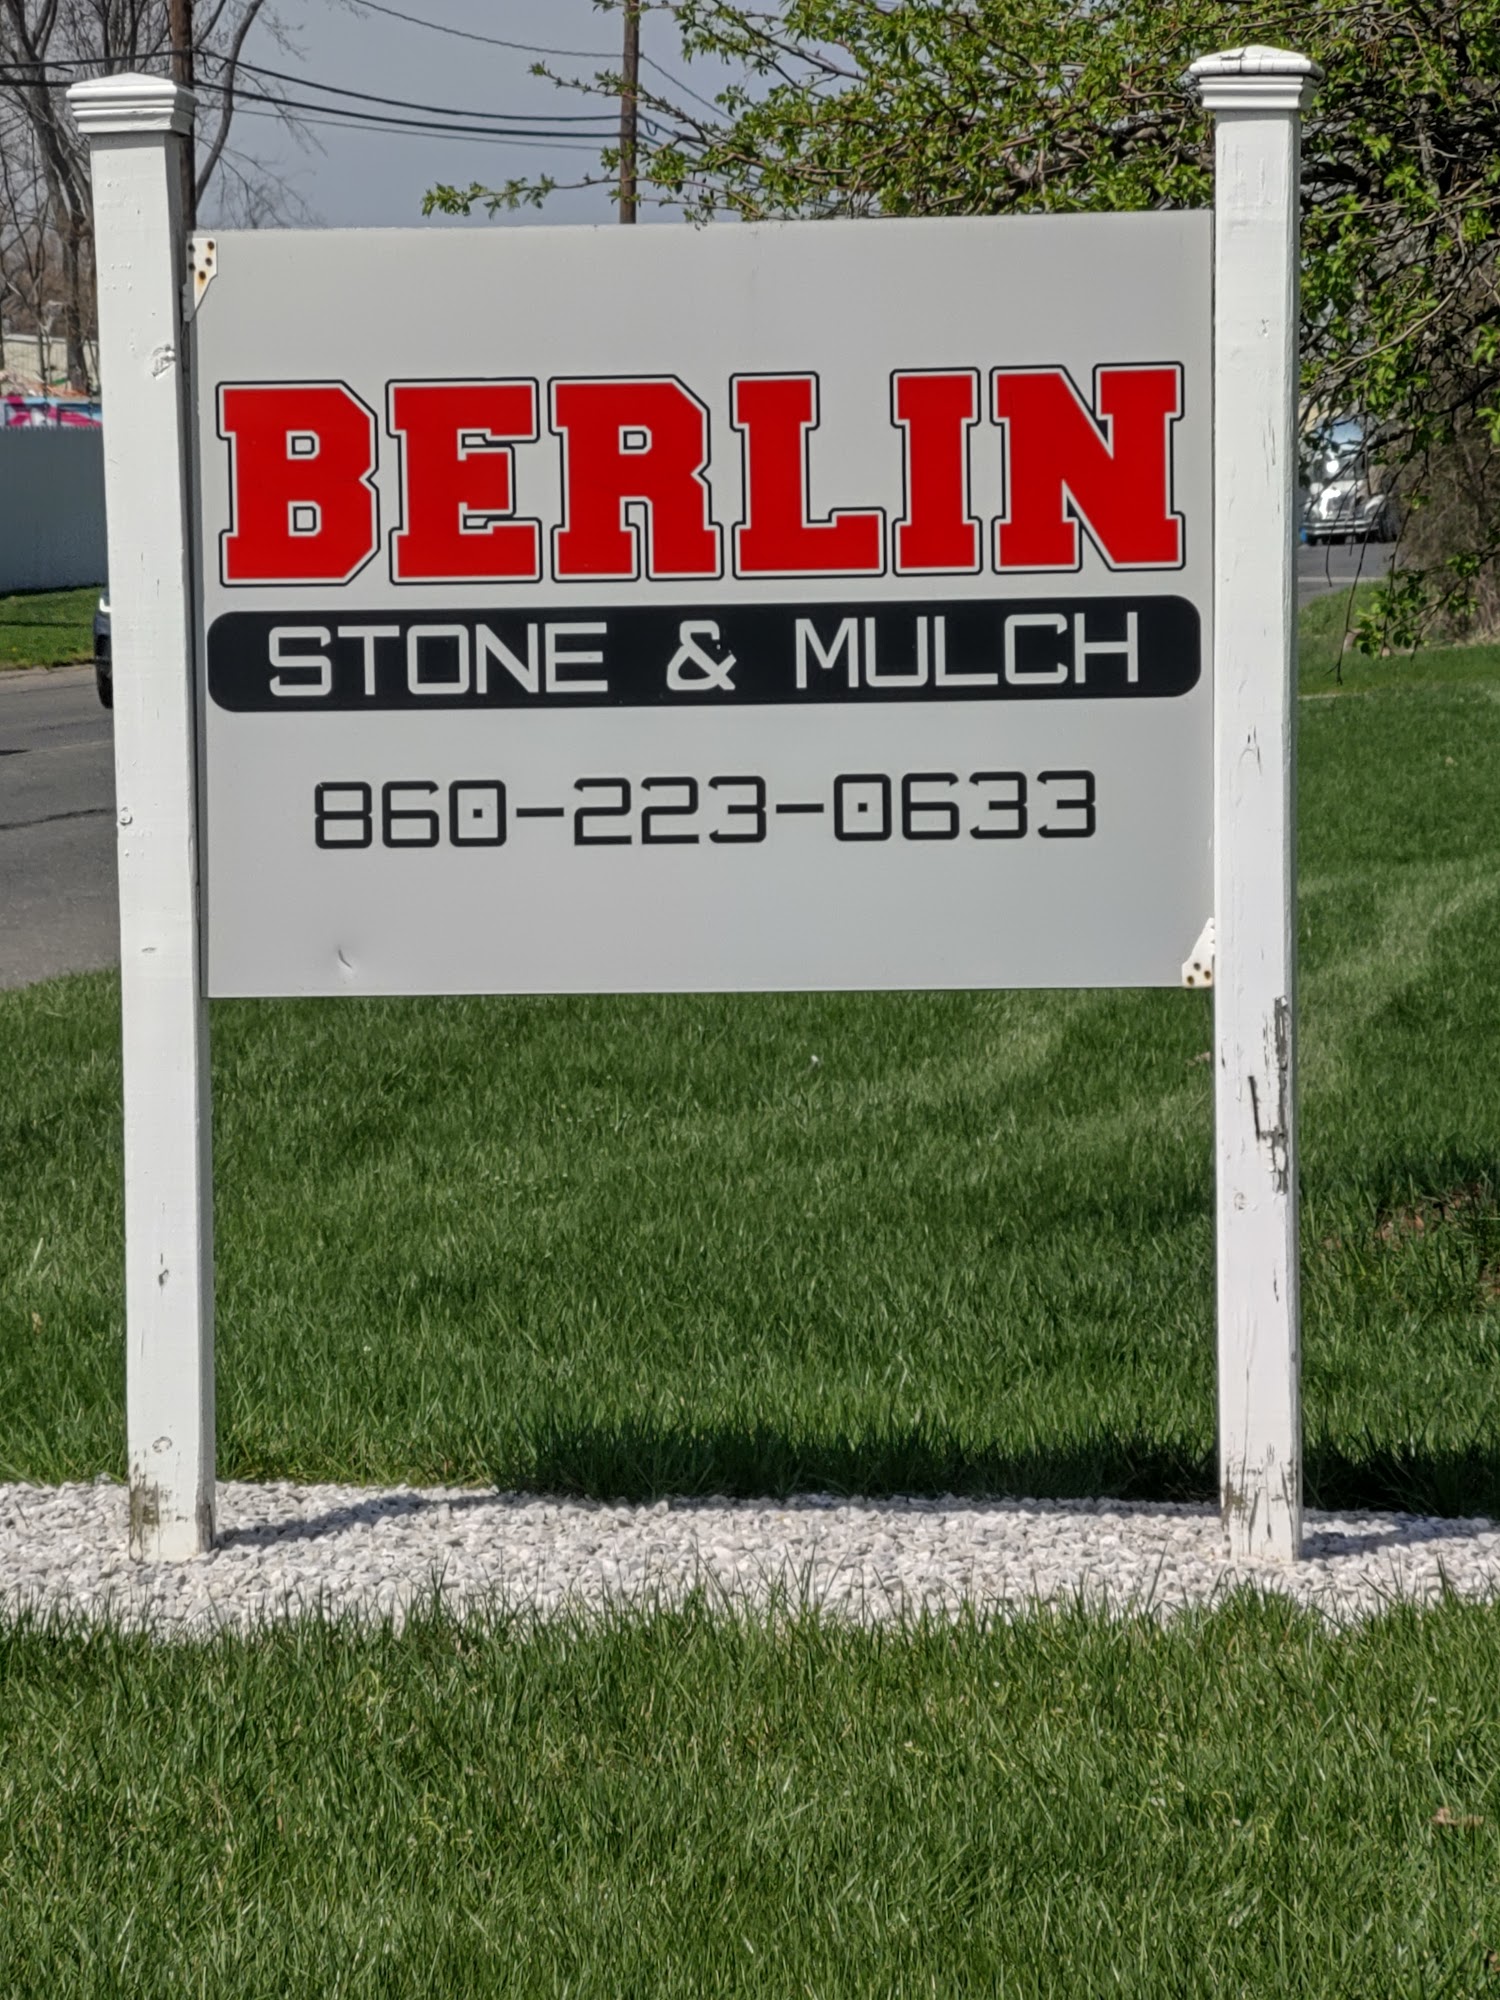 BERLIN
STONE & MULCH
860-223-0633